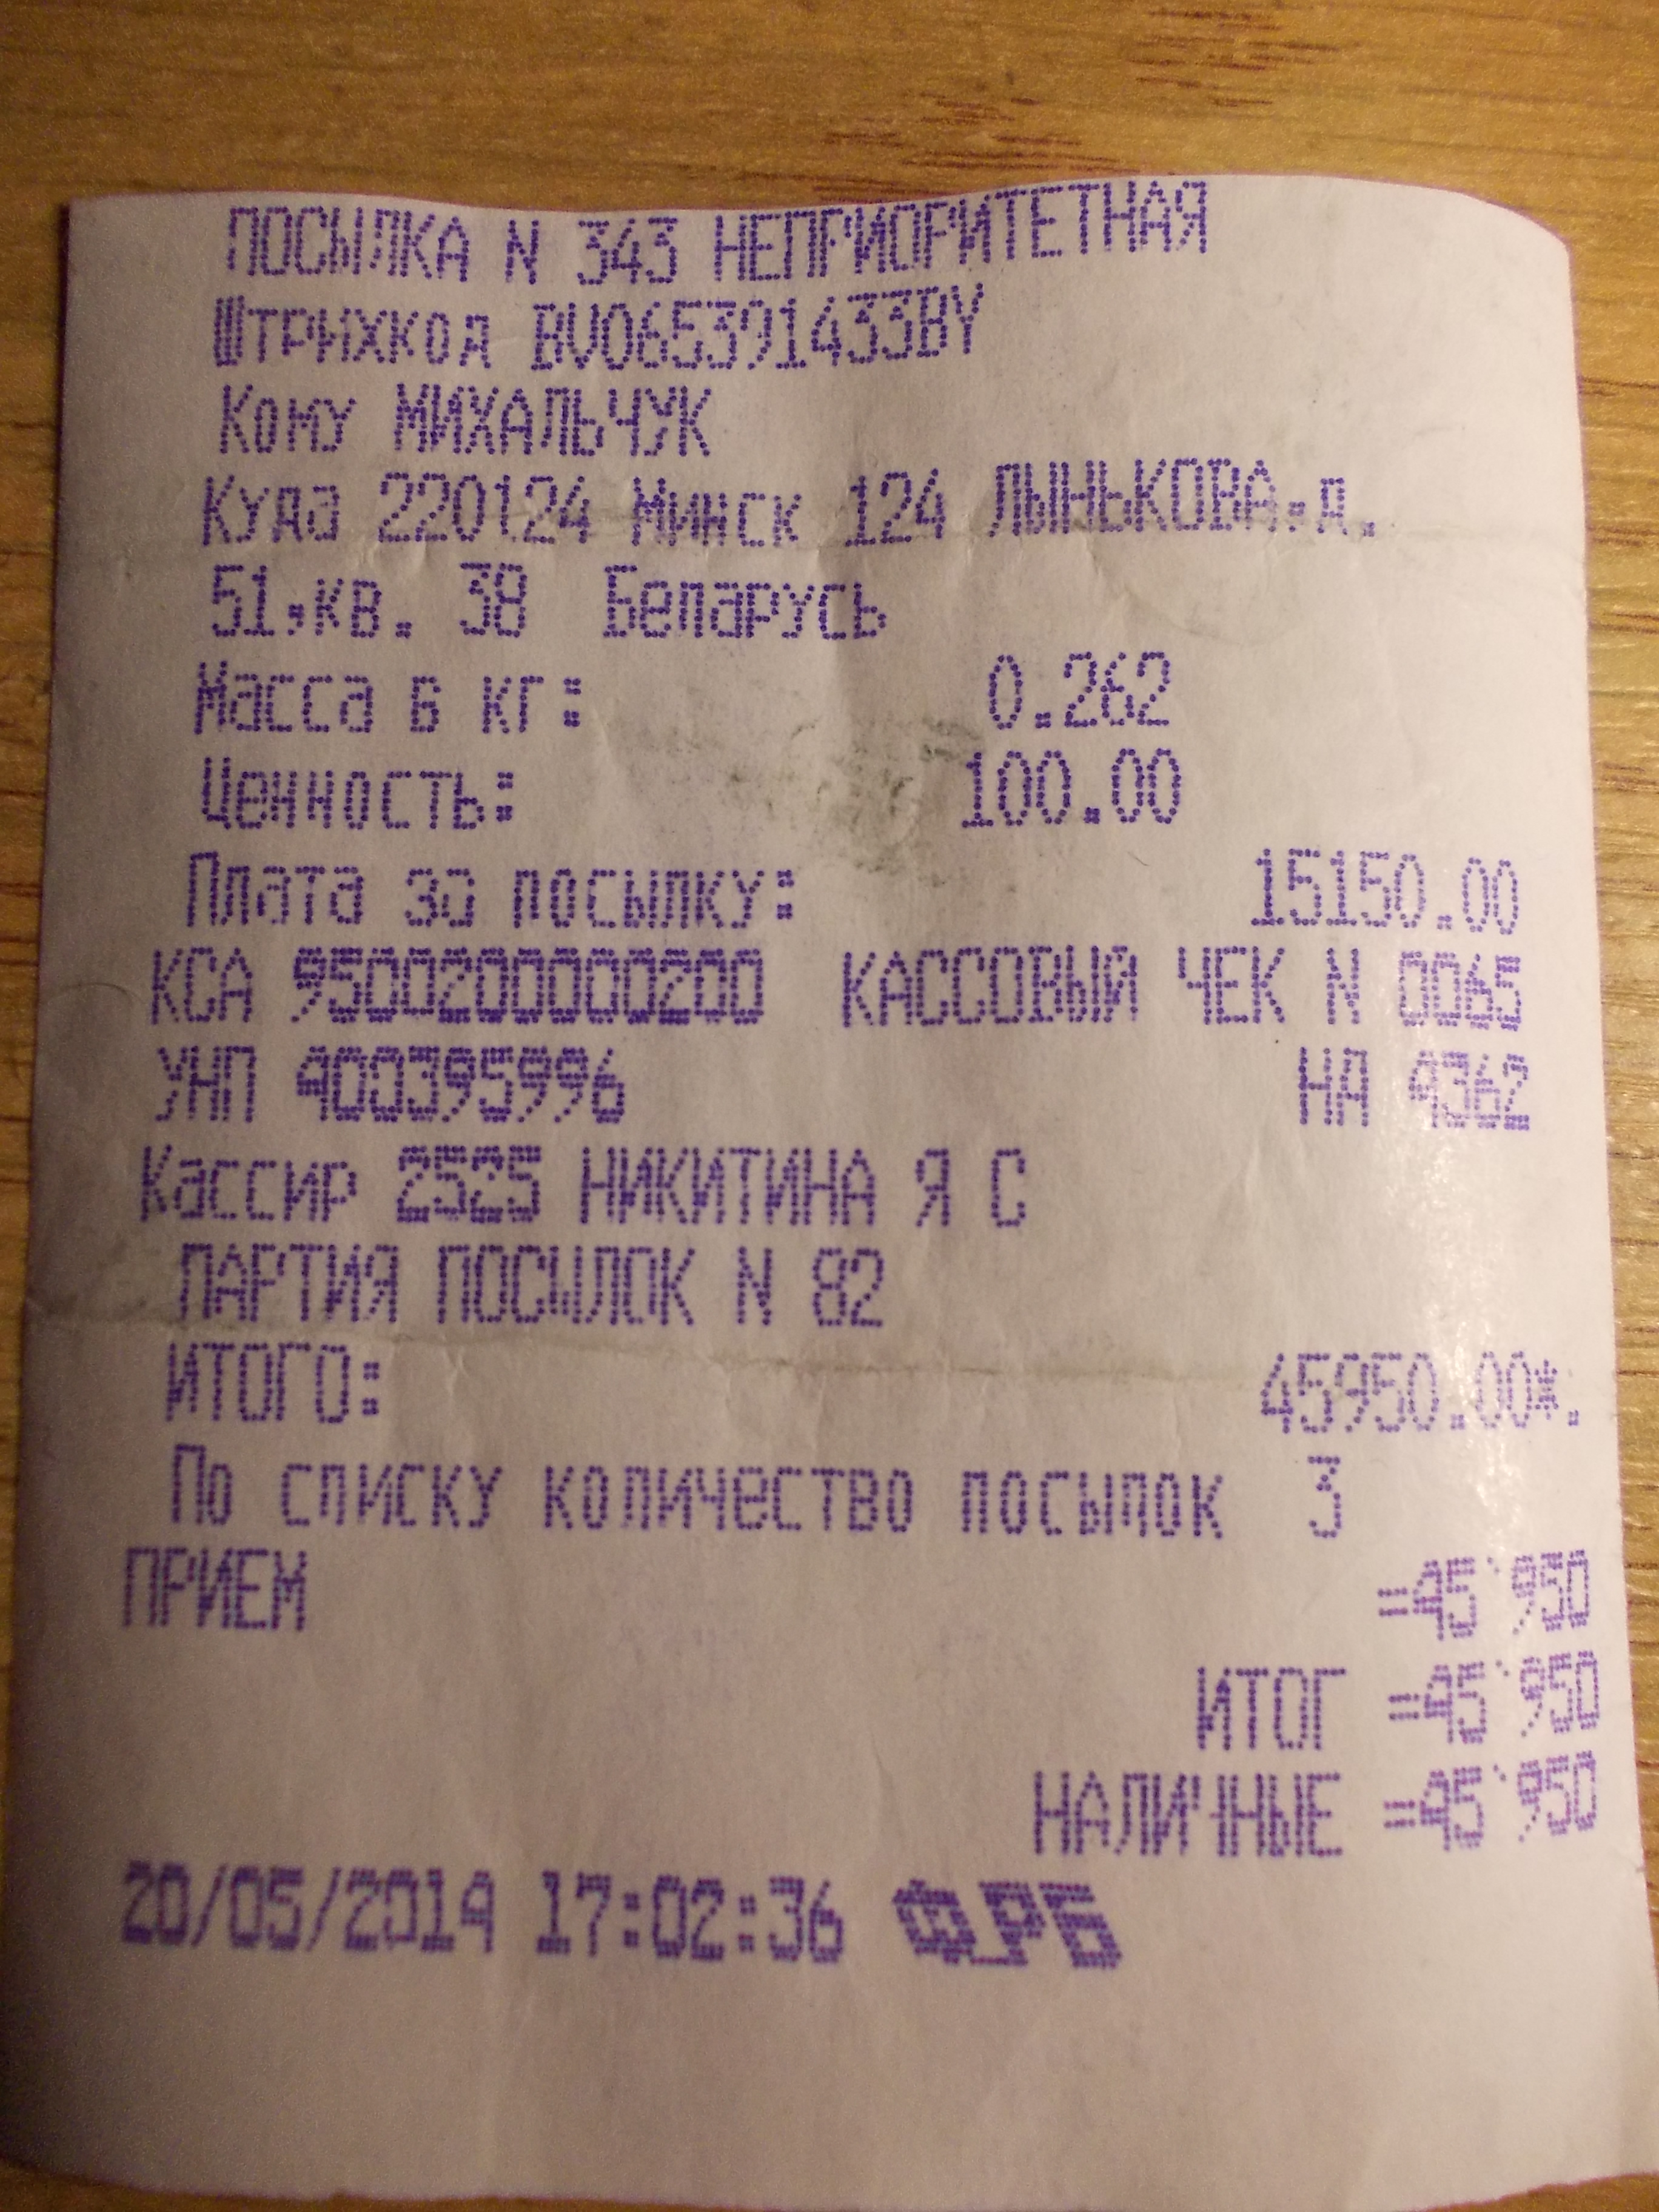 ПОСЫЛКА N 343 НЕПРИОРИТЕТНАЯ
Штрихкод BV065391433BY
Кому МИХАЛЬЧУК
Куда 220124 Минск 124 ЛЫНЬКОВА,д.
51,кв. 38 Беларусь
Масса в кг: 0.262
Ценность: 100.00
Плата за посылку: 15150.00
КСА 9300200000200 КАССОВЫЙ ЧЕК N 0065
УНП 400395996 НИ 4362
Кассир 2525 НИКИТИНА Я С
ПАРТИЯ ПОСЫЛОК N 82
ИТОГО: 45950.00*.
По списку количество посылок 3
ПРИЕМ =45'950
ИТОГ =45'950
НАЛИЧНЫЕ =45'950
20/05/2014 17:02:36